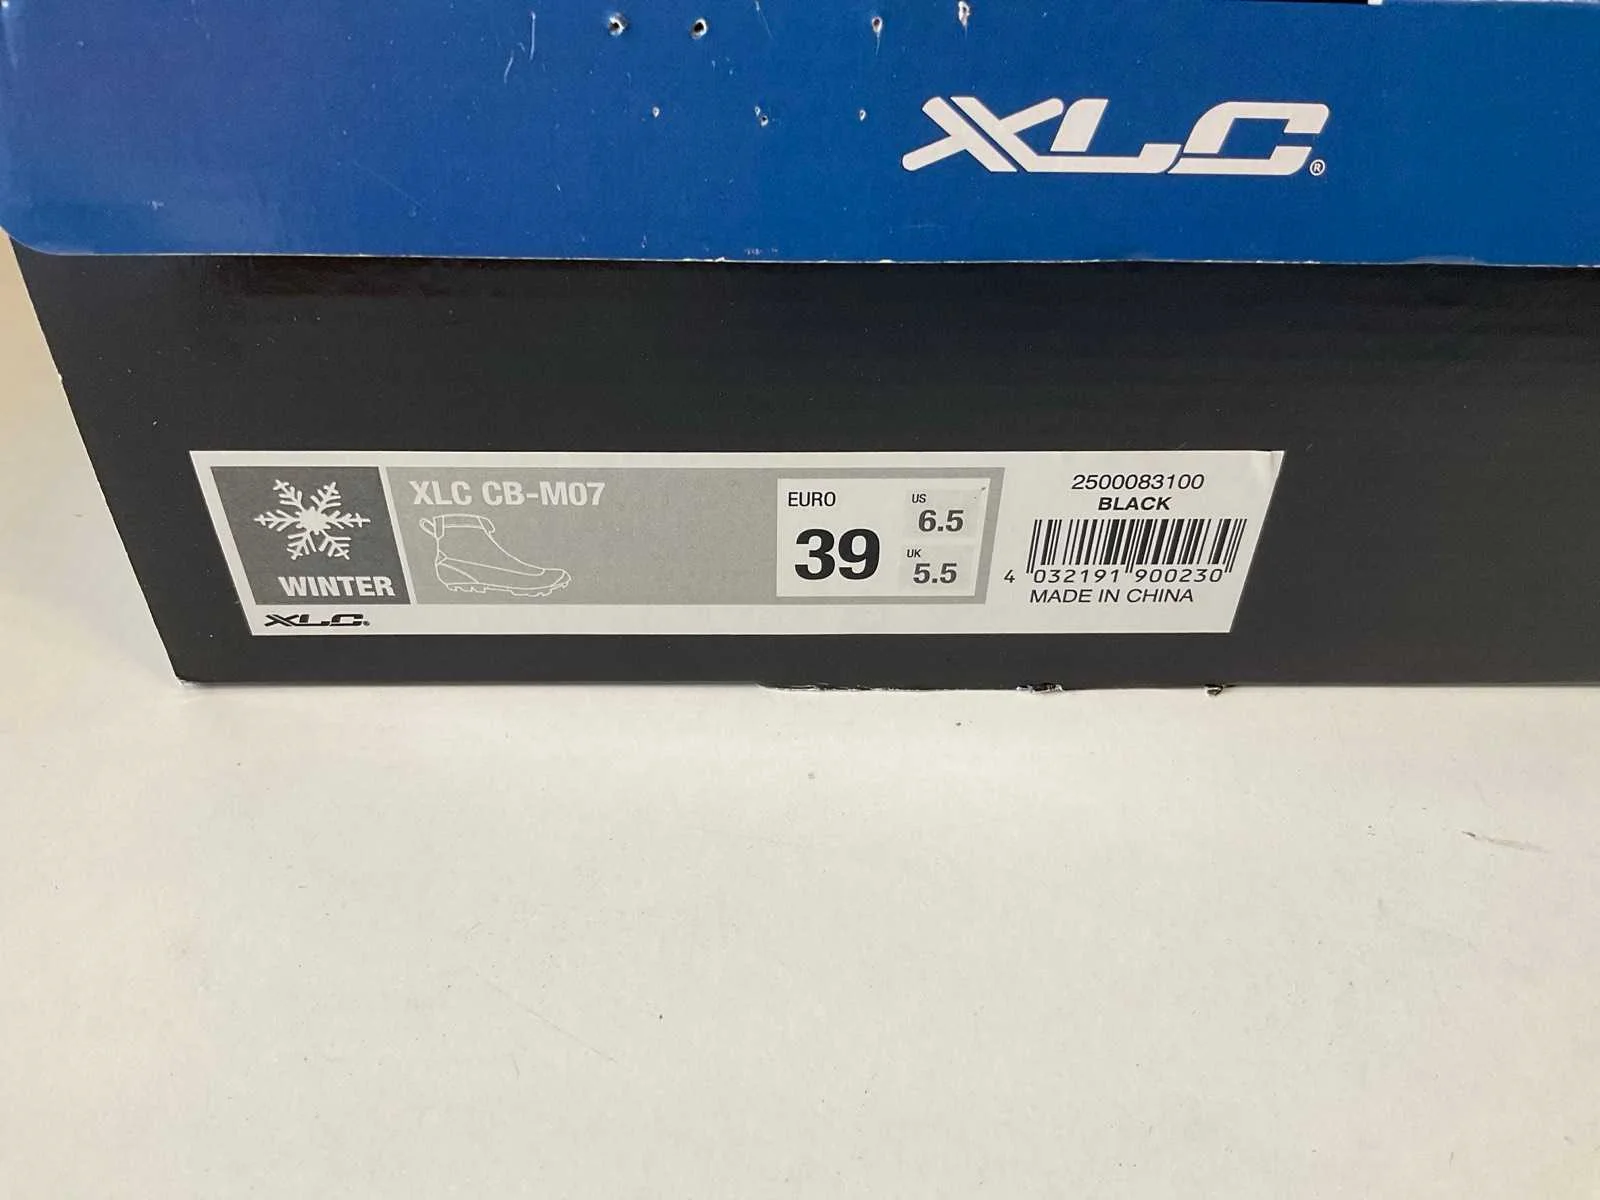 XLC®
XLC CB-M07
WINTER
XLC®
EURO
39
US
6.5
UK
5.5
2500083100
BLACK
4 032191 900230
MADE IN CHINA